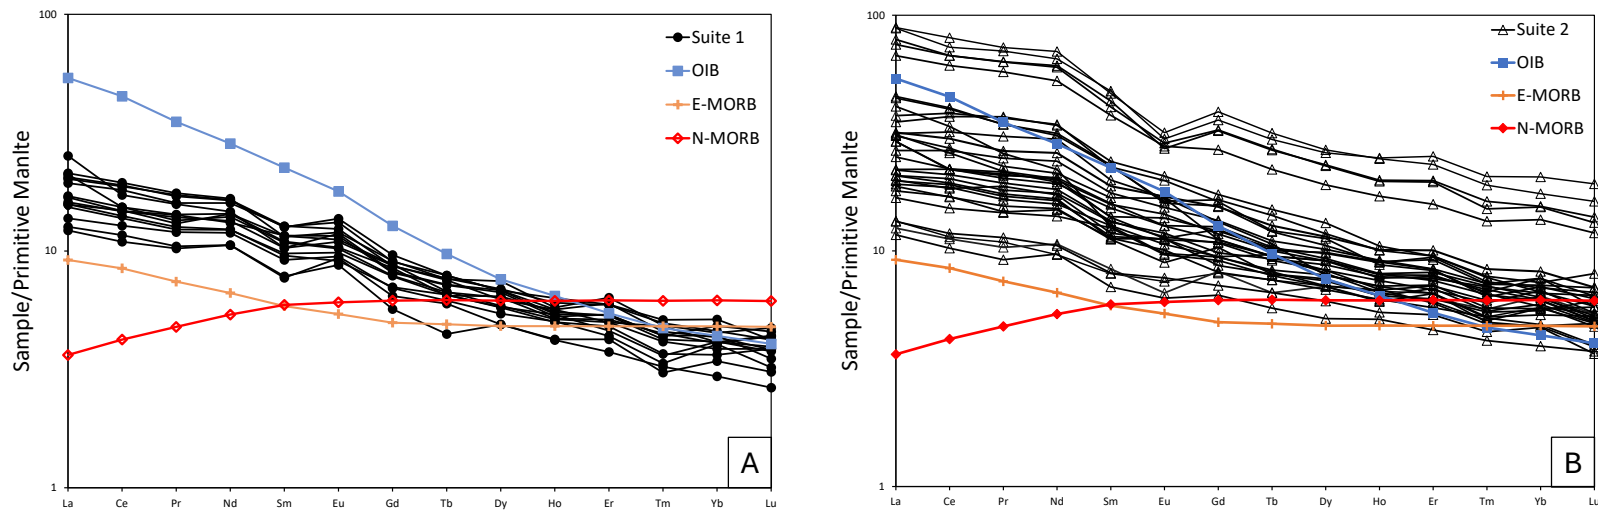 100
10
1
Sample/Primitive Manlte
Suite 1
OIB
E-MORB
N-MORB
A
La Ce Pr Nd Sm Eu Gd Tb Dy Ho Er Tm Yb Lu
100
10
1
Sample/Primitive Manlte
Suite 2
OIB
E-MORB
N-MORB
B
La Ce Pr Nd Sm Eu Gd Tb Dy Ho Er Tm Yb Lu